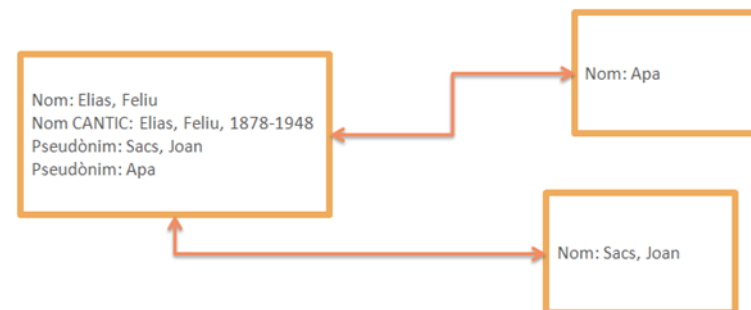 Nom: Elias, Feliu
Nom CANTIC: Elias, Feliu, 1878-1948
Pseudònim: Sacs, Joan
Pseudònim: Apa
Nom: Apa
Nom: Sacs, Joan